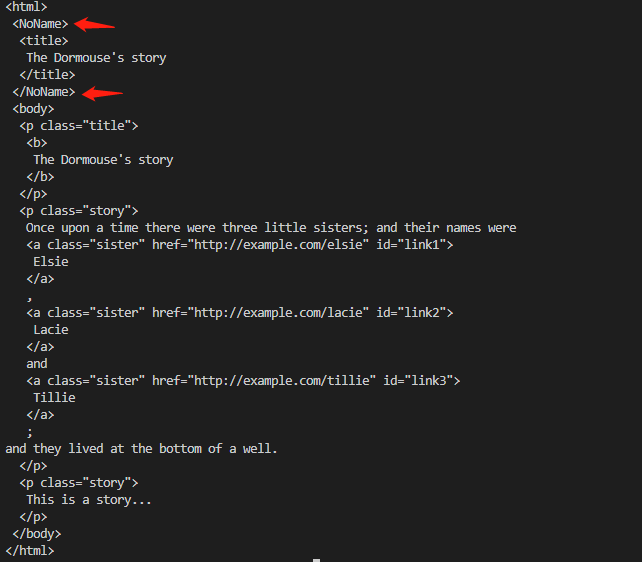 <html>
<NoName>
<title>
The Dormouse's story
</title>
</NoName>
<body>
<p class="title">
<b>
The Dormouse's story
</b>
</p>
<p class="story">
Once upon a time there were three little sisters; and their names were
<a class="sister" href="http://example.com/elsie" id="link1">
Elsie
</a>
,
<a class="sister" href="http://example.com/lacie" id="link2">
Lacie
</a>
and
<a class="sister" href="http://example.com/tillie" id="link3">
Tillie
</a>
;
and they lived at the bottom of a well.
</p>
<p class="story">
This is a story...
</p>
</body>
</html>